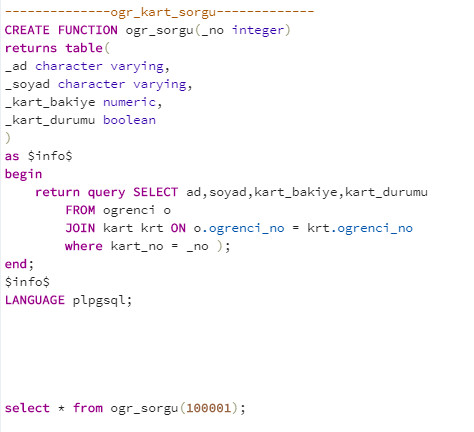 --------------ogr_kart_sorgu-------------
CREATE FUNCTION ogr_sorgu(_no integer)
returns table(
_ad character varying,
_soyad character varying,
_kart_bakiye numeric,
_kart_durumu boolean
)
as $info$
begin
    return query SELECT ad,soyad,kart_bakiye,kart_durumu
        FROM ogrenci o
        JOIN kart krt ON o.ogrenci_no = krt.ogrenci_no
        where kart_no = _no );
end;
$info$
LANGUAGE plpgsql;
select * from ogr_sorgu(100001);